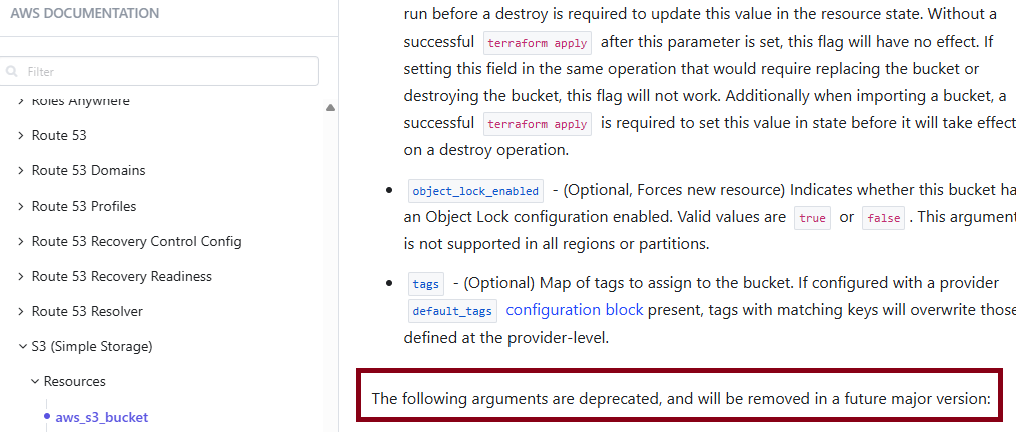 AWS DOCUMENTATION
Filter
Roles Anywhere
Route 53
Route 53 Domains
Route 53 Profiles
Route 53 Recovery Control Config
Route 53 Recovery Readiness
Route 53 Resolver
S3 (Simple Storage)
Resources
aws_s3_bucket
run before a destroy is required to update this value in the resource state. Without a
successful terraform apply after this parameter is set, this flag will have no effect. If
setting this field in the same operation that would require replacing the bucket or
destroying the bucket, this flag will not work. Additionally when importing a bucket, a
successful terraform apply is required to set this value in state before it will take effect
on a destroy operation.
object_lock_enabled - (Optional, Forces new resource) Indicates whether this bucket ha
an Object Lock configuration enabled. Valid values are true or false . This argument
is not supported in all regions or partitions.
tags - (Optional) Map of tags to assign to the bucket. If configured with a provider
default_tags configuration block present, tags with matching keys will overwrite those
defined at the provider-level.
The following arguments are deprecated, and will be removed in a future major version: